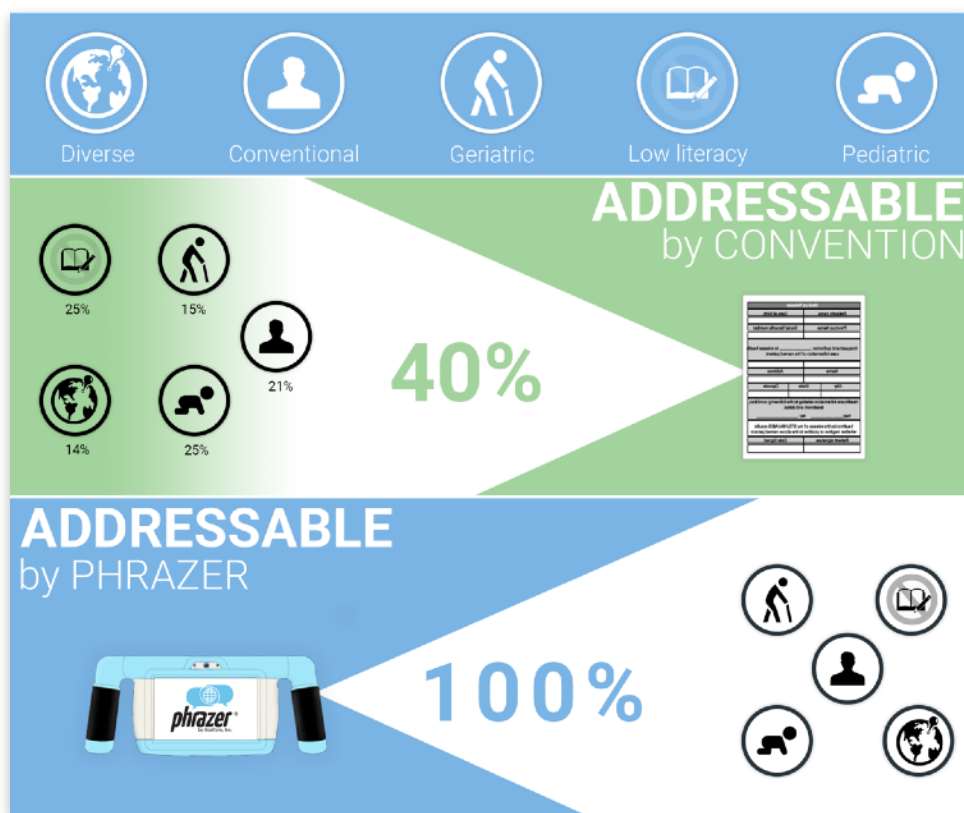 Diverse
Conventional
Geriatric
Low literacy
Pediatric
ADDRESSABLE
by CONVENTION
25%
15%
21%
14%
25%
40%
ADDRESSABLE
by PHRAZER
phrazer
100%